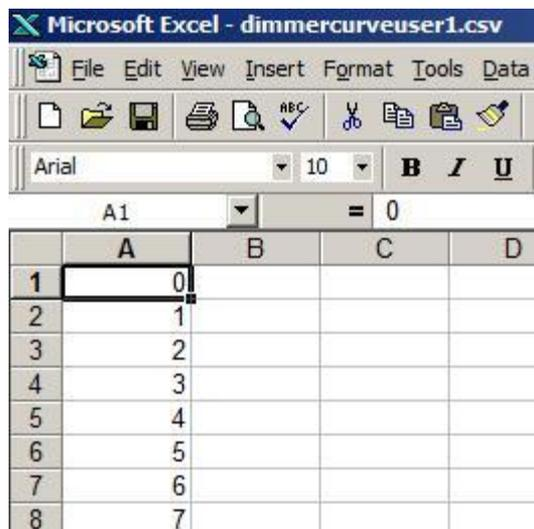 Microsoft Excel - dimmercurveuser1.csv
File Edit View Insert Format Tools Data
ABC
Arial 10 B I U
A1 = 0
A B C D
1 0
2 1
3 2
4 3
5 4
6 5
7 6
8 7